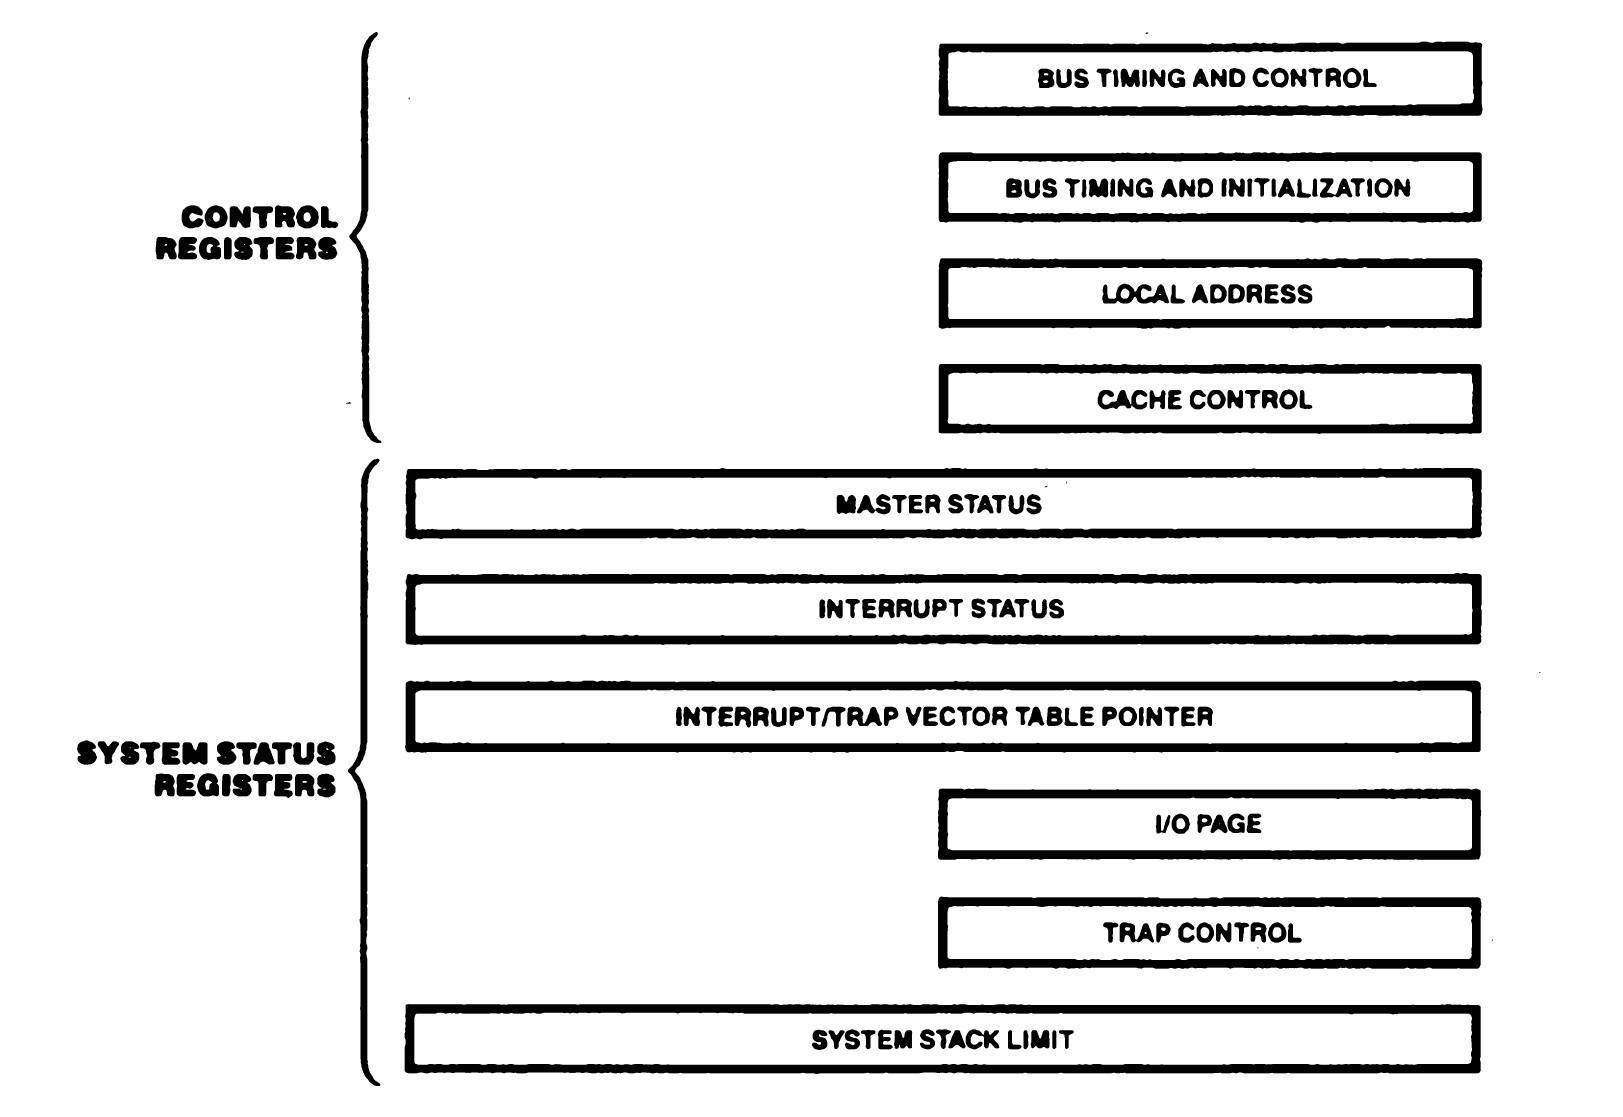 BUS TIMING AND CONTROL
BUS TIMING AND INITIALIZATION
CONTROL
REGISTERS
LOCAL ADDRESS
CACHE CONTROL
MASTER STATUS
INTERRUPT STATUS
INTERRUPT/TRAP VECTOR TABLE POINTER
SYSTEM STATUS
REGISTERS
I/O PAGE
TRAP CONTROL
SYSTEM STACK LIMIT